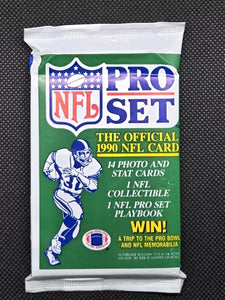 NFL
PRO
SET
THE OFFICIAL
1990 NFL CARD
14 PHOTO AND
STAT CARDS
1 NFL
COLLECTIBLE
1 NFL PRO SET
PLAYBOOK
WIN!
A TRIP TO THE PRO BOWL
AND NFL MEMORABILIA